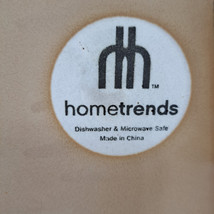 TM
hometrends
Dishwasher & Microwave Safe
Made in China